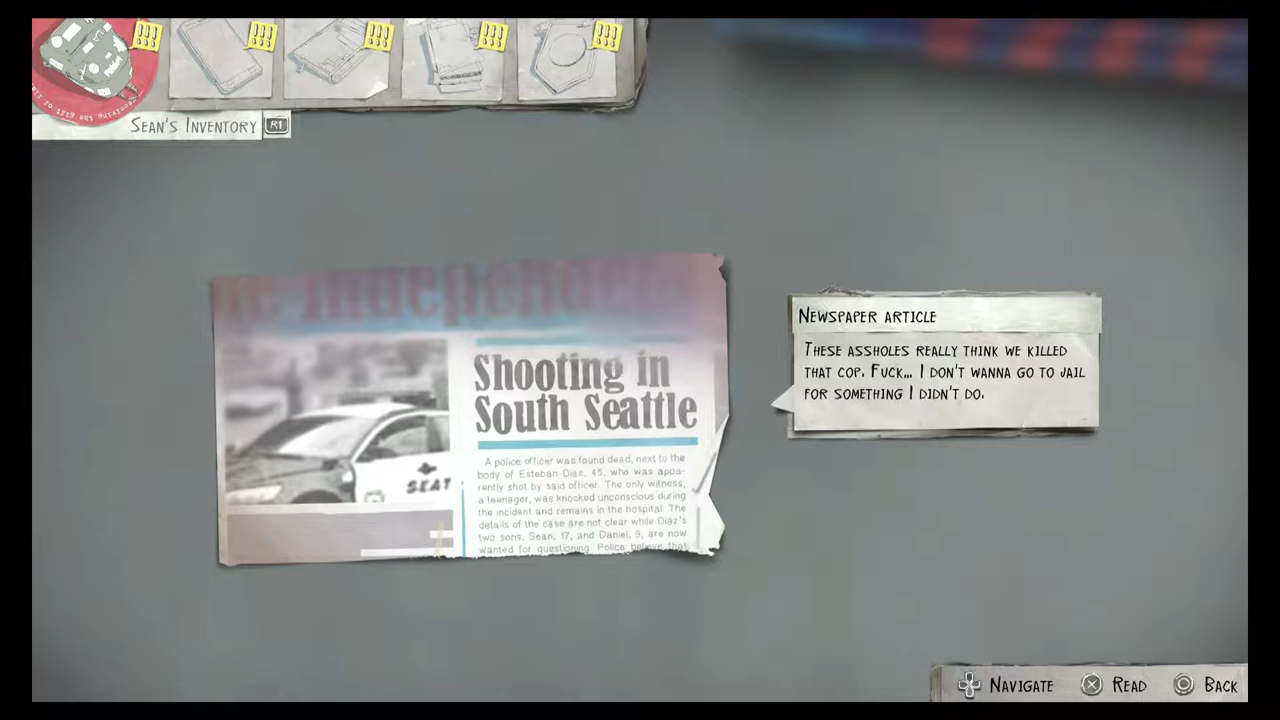 SEAN'S INVENTORY R1
Independent
Shooting in
South Seattle
SEAT
A police officer was found dead, next to the
body of Esteban Diaz, 45, who was appa-
rently shot by said officer. The only witness,
a teenager, was knocked unconscious during
the incident and remains in the hospital. The
details of the case are not clear while Diaz's
two sons, Sean, 17, and Daniel, 9, are now
wanted for questioning. Police believe that
NEWSPAPER ARTICLE
THESE ASSHOLES REALLY THINK WE KILLED
THAT COP. FUCK... I DON'T WANNA GO TO JAIL
FOR SOMETHING I DIDN'T DO.
NAVIGATE READ BACK